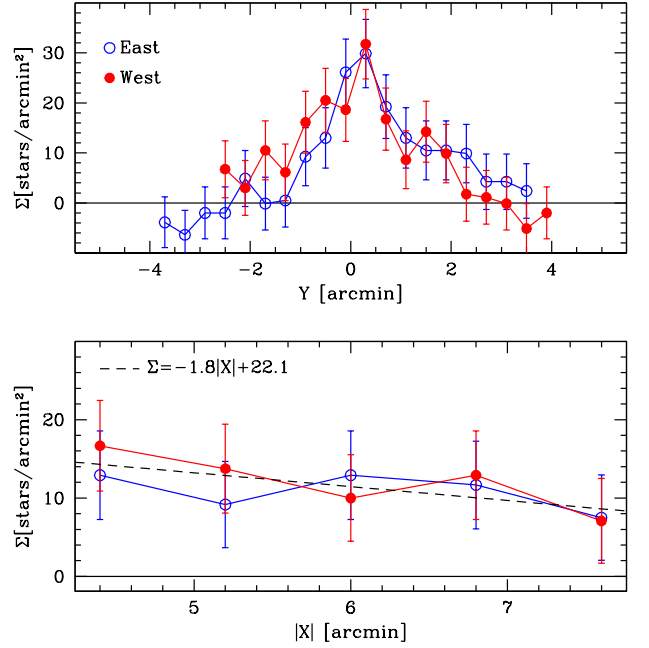 30
20
10
0
Σ[stars/arcmin²]
East
West
−4 −2 0 2 4
Y [arcmin]
20
10
0
Σ[stars/arcmin²]
Σ=−1.8|X|+22.1
5 6 7
|X| [arcmin]